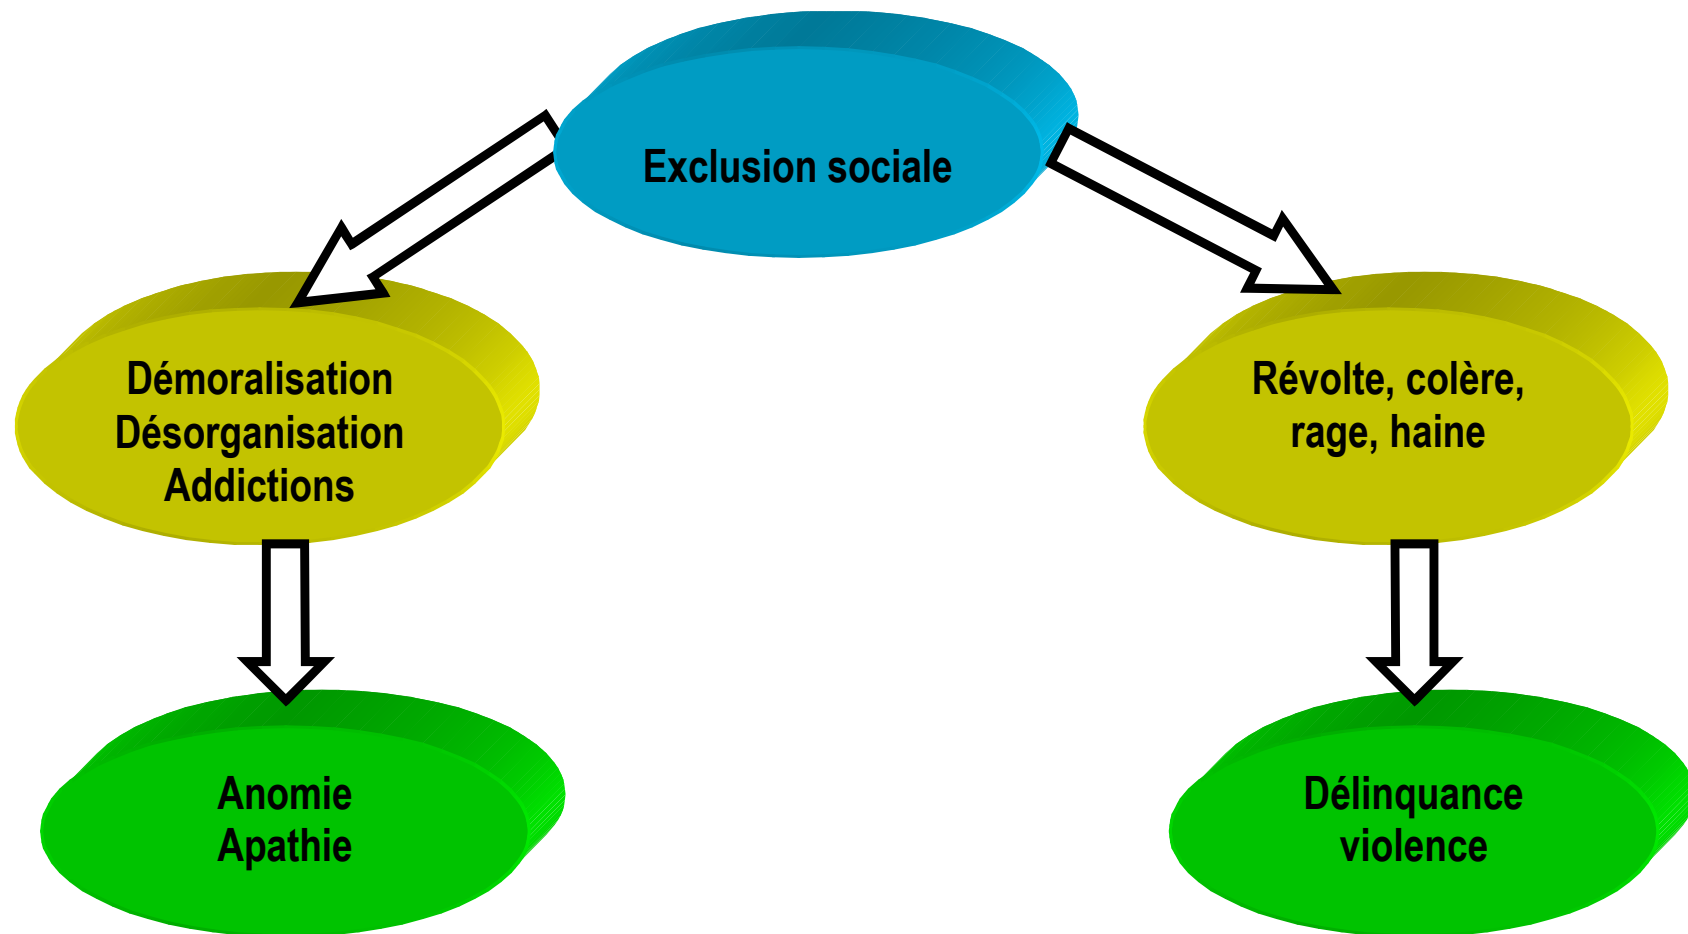 Exclusion sociale
Démoralisation
Désorganisation
Addictions
Révolte, colère,
rage, haine
Anomie
Apathie
Délinquance
violence